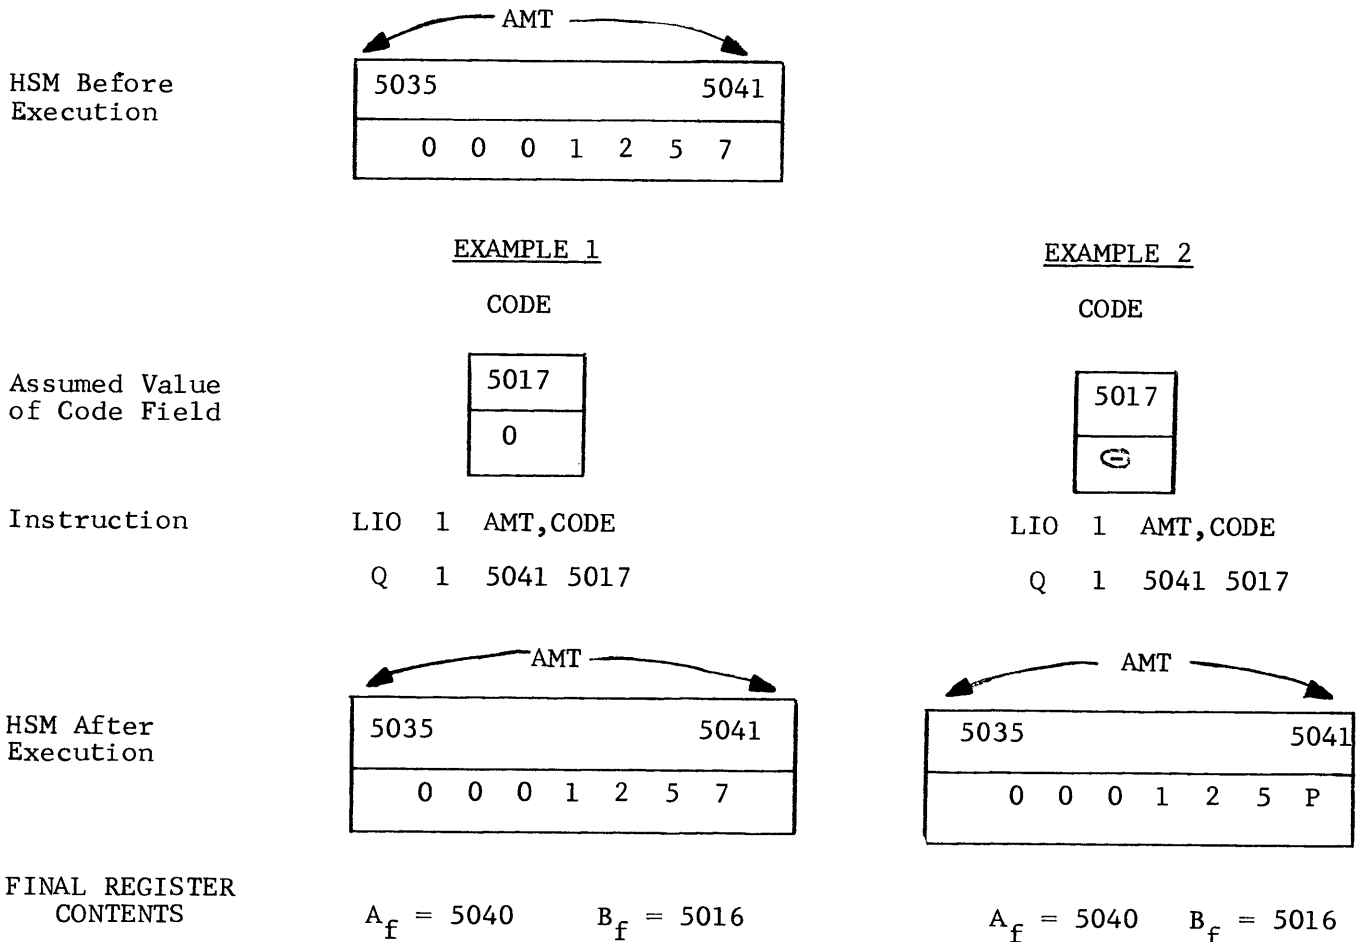 AMT
HSM Before
Execution
5035 5041
0 0 0 1 2 5 7
EXAMPLE 1
EXAMPLE 2
CODE
CODE
Assumed Value
of Code Field
5017
0
5017
⊖
Instruction
LIO 1 AMT,CODE
Q 1 5041 5017
LIO 1 AMT,CODE
Q 1 5041 5017
HSM After
Execution
AMT
5035 5041
0 0 0 1 2 5 7
AMT
5035 5041
0 0 0 1 2 5 P
FINAL REGISTER
CONTENTS
Af = 5040 Bf = 5016
Af = 5040 Bf = 5016